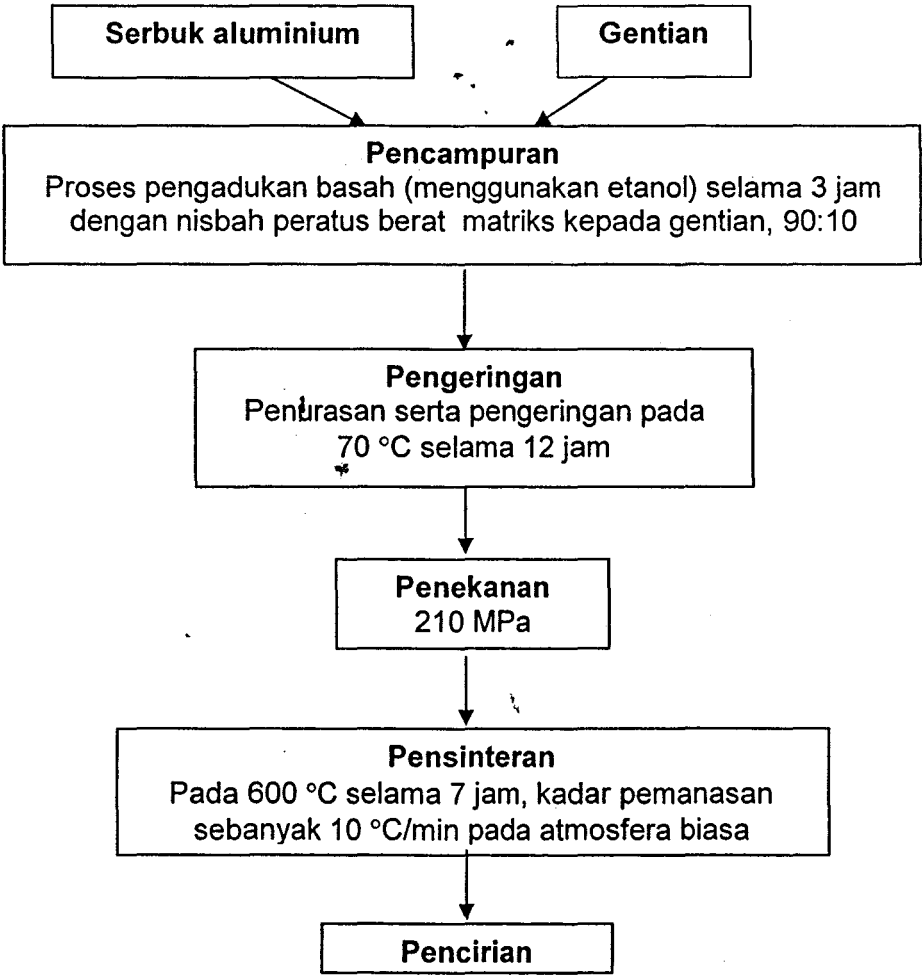 Serbuk aluminium
Gentian
Pencampuran
Proses pengadukan basah (menggunakan etanol) selama 3 jam
dengan nisbah peratus berat matriks kepada gentian, 90:10
Pengeringan
Penurasan serta pengeringan pada
70 °C selama 12 jam
Penekanan
210 MPa
Pensinteran
Pada 600 °C selama 7 jam, kadar pemanasan
sebanyak 10 °C/min pada atmosfera biasa
Pencirian